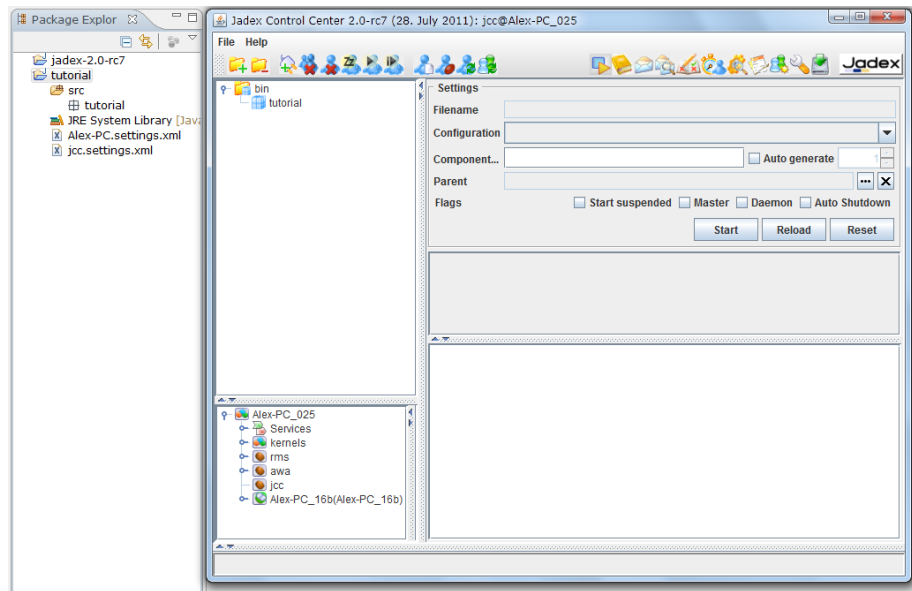 Package Explor
jadex-2.0-rc7
tutorial
src
tutorial
JRE System Library [Java
Alex-PC.settings.xml
jcc.settings.xml
Jadex Control Center 2.0-rc7 (28. July 2011): jcc@Alex-PC_025
File Help
Jadex
bin
tutorial
Settings
Filename
Configuration
Component...
Auto generate
1
Parent
...
Flags
Start suspended
Master
Daemon
Auto Shutdown
Start
Reload
Reset
Alex-PC_025
Services
kernels
rms
awa
jcc
Alex-PC_16b(Alex-PC_16b)